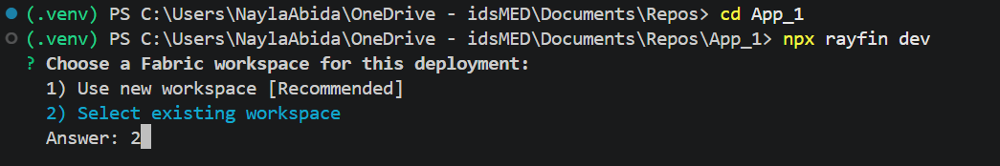 (.venv) PS C:\Users\NaylaAbida\OneDrive - idsMED\Documents\Repos> cd App_1
(.venv) PS C:\Users\NaylaAbida\OneDrive - idsMED\Documents\Repos\App_1> npx rayfin dev
? Choose a Fabric workspace for this deployment:
1) Use new workspace [Recommended]
2) Select existing workspace
Answer: 2